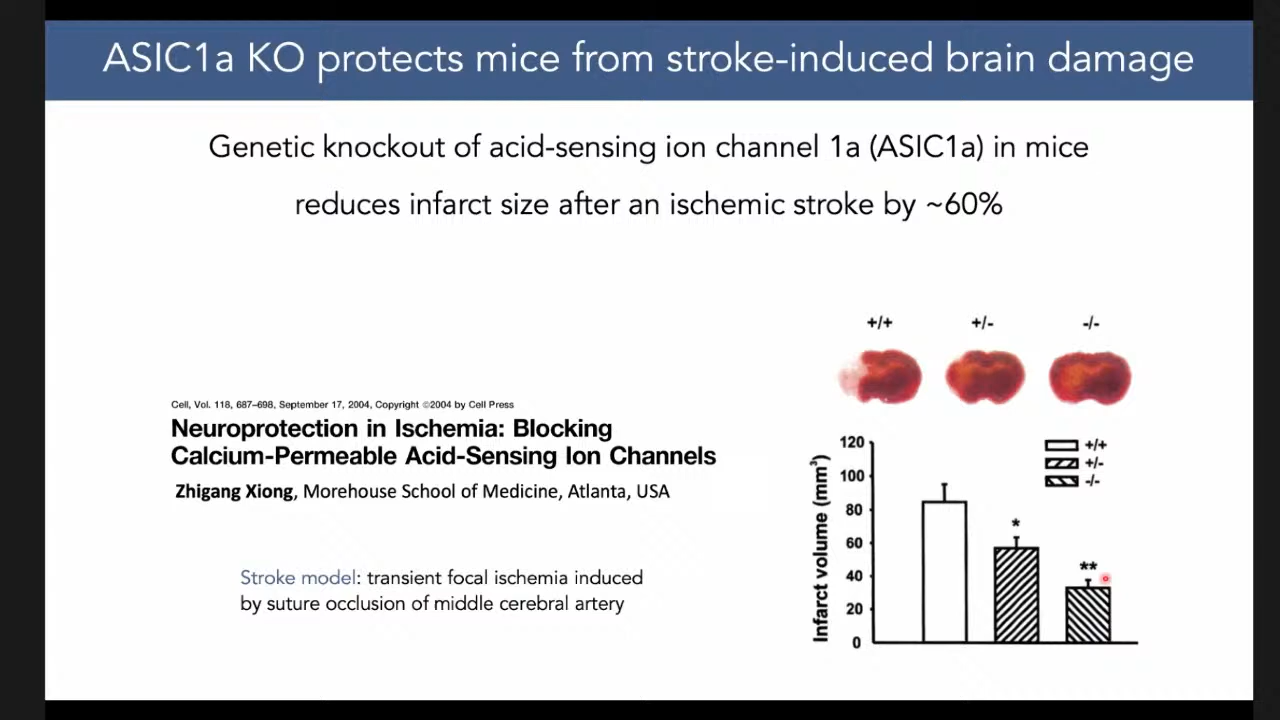 ASIC1a KO protects mice from stroke-induced brain damage
Genetic knockout of acid-sensing ion channel 1a (ASIC1a) in mice
reduces infarct size after an ischemic stroke by ~60%
Cell, Vol. 118, 687–698, September 17, 2004, Copyright ©2004 by Cell Press
Neuroprotection in Ischemia: Blocking
Calcium-Permeable Acid-Sensing Ion Channels
Zhigang Xiong, Morehouse School of Medicine, Atlanta, USA
Stroke model: transient focal ischemia induced
by suture occlusion of middle cerebral artery
+/+ +/- -/-
Infarct volume (mm³)
120
100
80
60
40
20
0
+/+
+/-
-/-
*
**